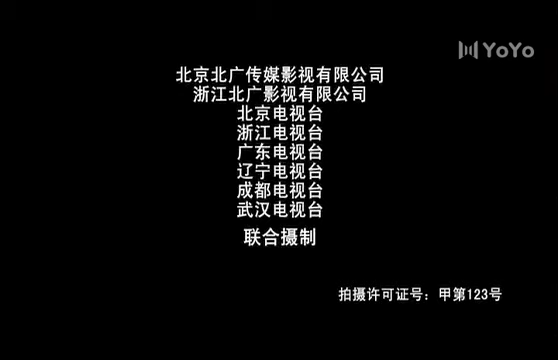 YoYo
北京北广传媒影视有限公司
浙江北广影视有限公司
北京电视台
浙江电视台
广东电视台
辽宁电视台
成都电视台
武汉电视台
联合摄制
拍摄许可证号：甲第123号